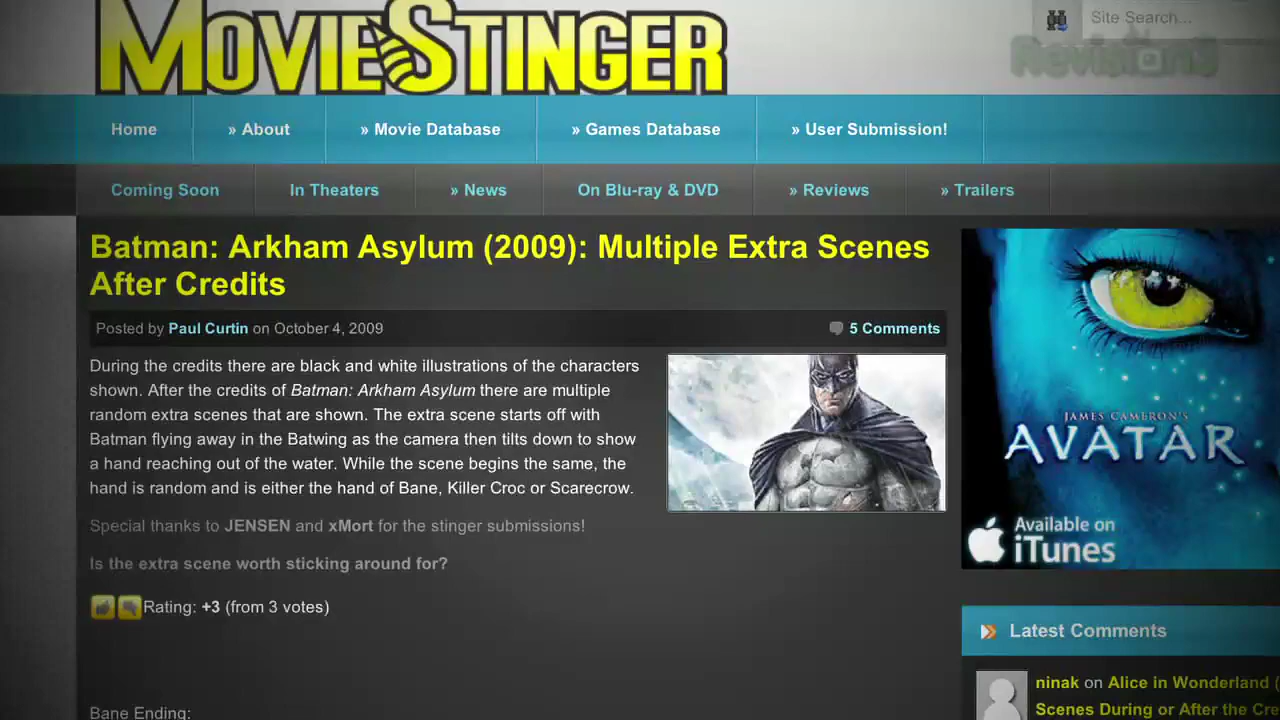 MOVIESTINGER
Site Search...
Revision3
Home
» About
» Movie Database
» Games Database
» User Submission!
Coming Soon
In Theaters
» News
On Blu-ray & DVD
» Reviews
» Trailers
Batman: Arkham Asylum (2009): Multiple Extra Scenes
After Credits
Posted by Paul Curtin on October 4, 2009
5 Comments
During the credits there are black and white illustrations of the characters
shown. After the credits of Batman: Arkham Asylum there are multiple
random extra scenes that are shown. The extra scene starts off with
Batman flying away in the Batwing as the camera then tilts down to show
a hand reaching out of the water. While the scene begins the same, the
hand is random and is either the hand of Bane, Killer Croc or Scarecrow.
Special thanks to JENSEN and xMort for the stinger submissions!
Is the extra scene worth sticking around for?
Rating: +3 (from 3 votes)
Bane Ending:
JAMES CAMERON'S
AVATAR
Available on
iTunes
Latest Comments
ninak on Alice in Wonderland (
Scenes During or After the Cre